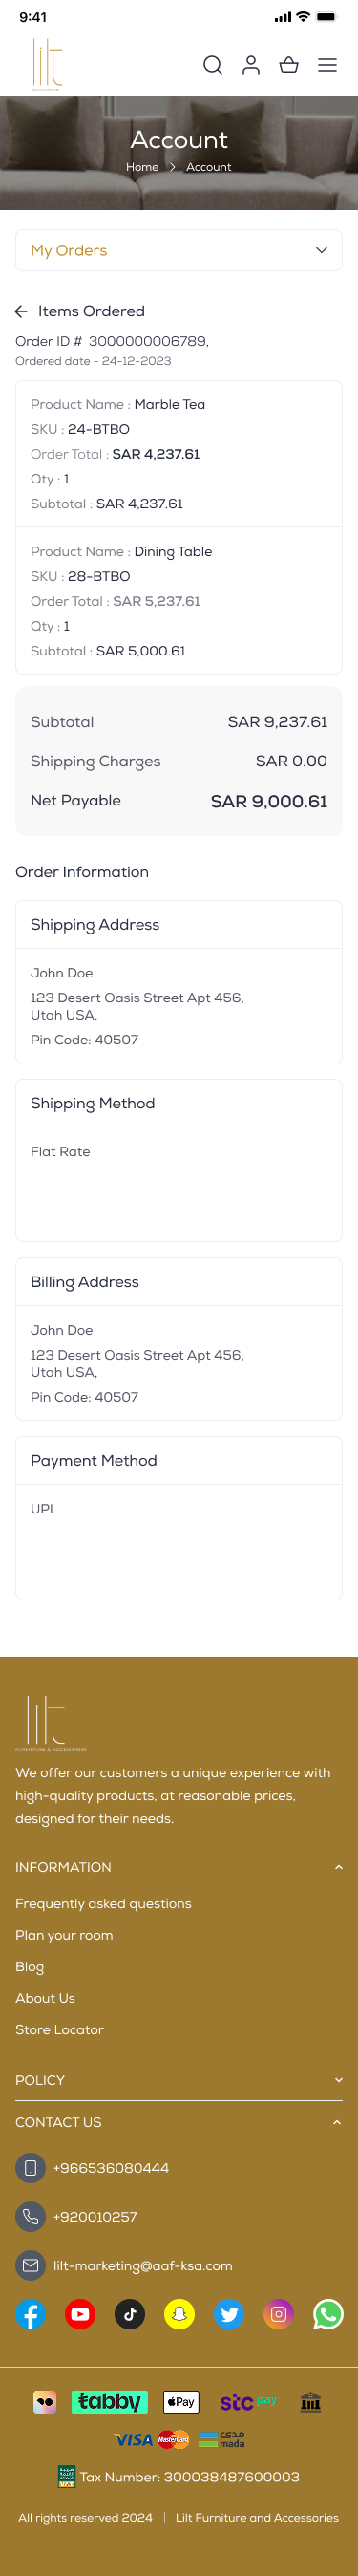 9:41
lilt
Account
Home > Account
My Orders
Items Ordered
Order ID # 3000000006789,
Ordered date - 24-12-2023
Product Name : Marble Tea
SKU : 24-BTBO
Order Total : SAR 4,237.61
Qty : 1
Subtotal : SAR 4,237.61
Product Name : Dining Table
SKU : 28-BTBO
Order Total : SAR 5,237.61
Qty : 1
Subtotal : SAR 5,000.61
Subtotal SAR 9,237.61
Shipping Charges SAR 0.00
Net Payable SAR 9,000.61
Order Information
Shipping Address
John Doe
123 Desert Oasis Street Apt 456,
Utah USA,
Pin Code: 40507
Shipping Method
Flat Rate
Billing Address
John Doe
123 Desert Oasis Street Apt 456,
Utah USA,
Pin Code: 40507
Payment Method
UPI
lilt
FURNITURE & ACCESSORIES
We offer our customers a unique experience with
high-quality products, at reasonable prices,
designed for their needs.
INFORMATION
Frequently asked questions
Plan your room
Blog
About Us
Store Locator
POLICY
CONTACT US
+966536080444
+920010257
lilt-marketing@aaf-ksa.com
tabby Pay stc pay
VISA MasterCard مدى mada
Tax Number: 300038487600003
All rights reserved 2024 | Lilt Furniture and Accessories